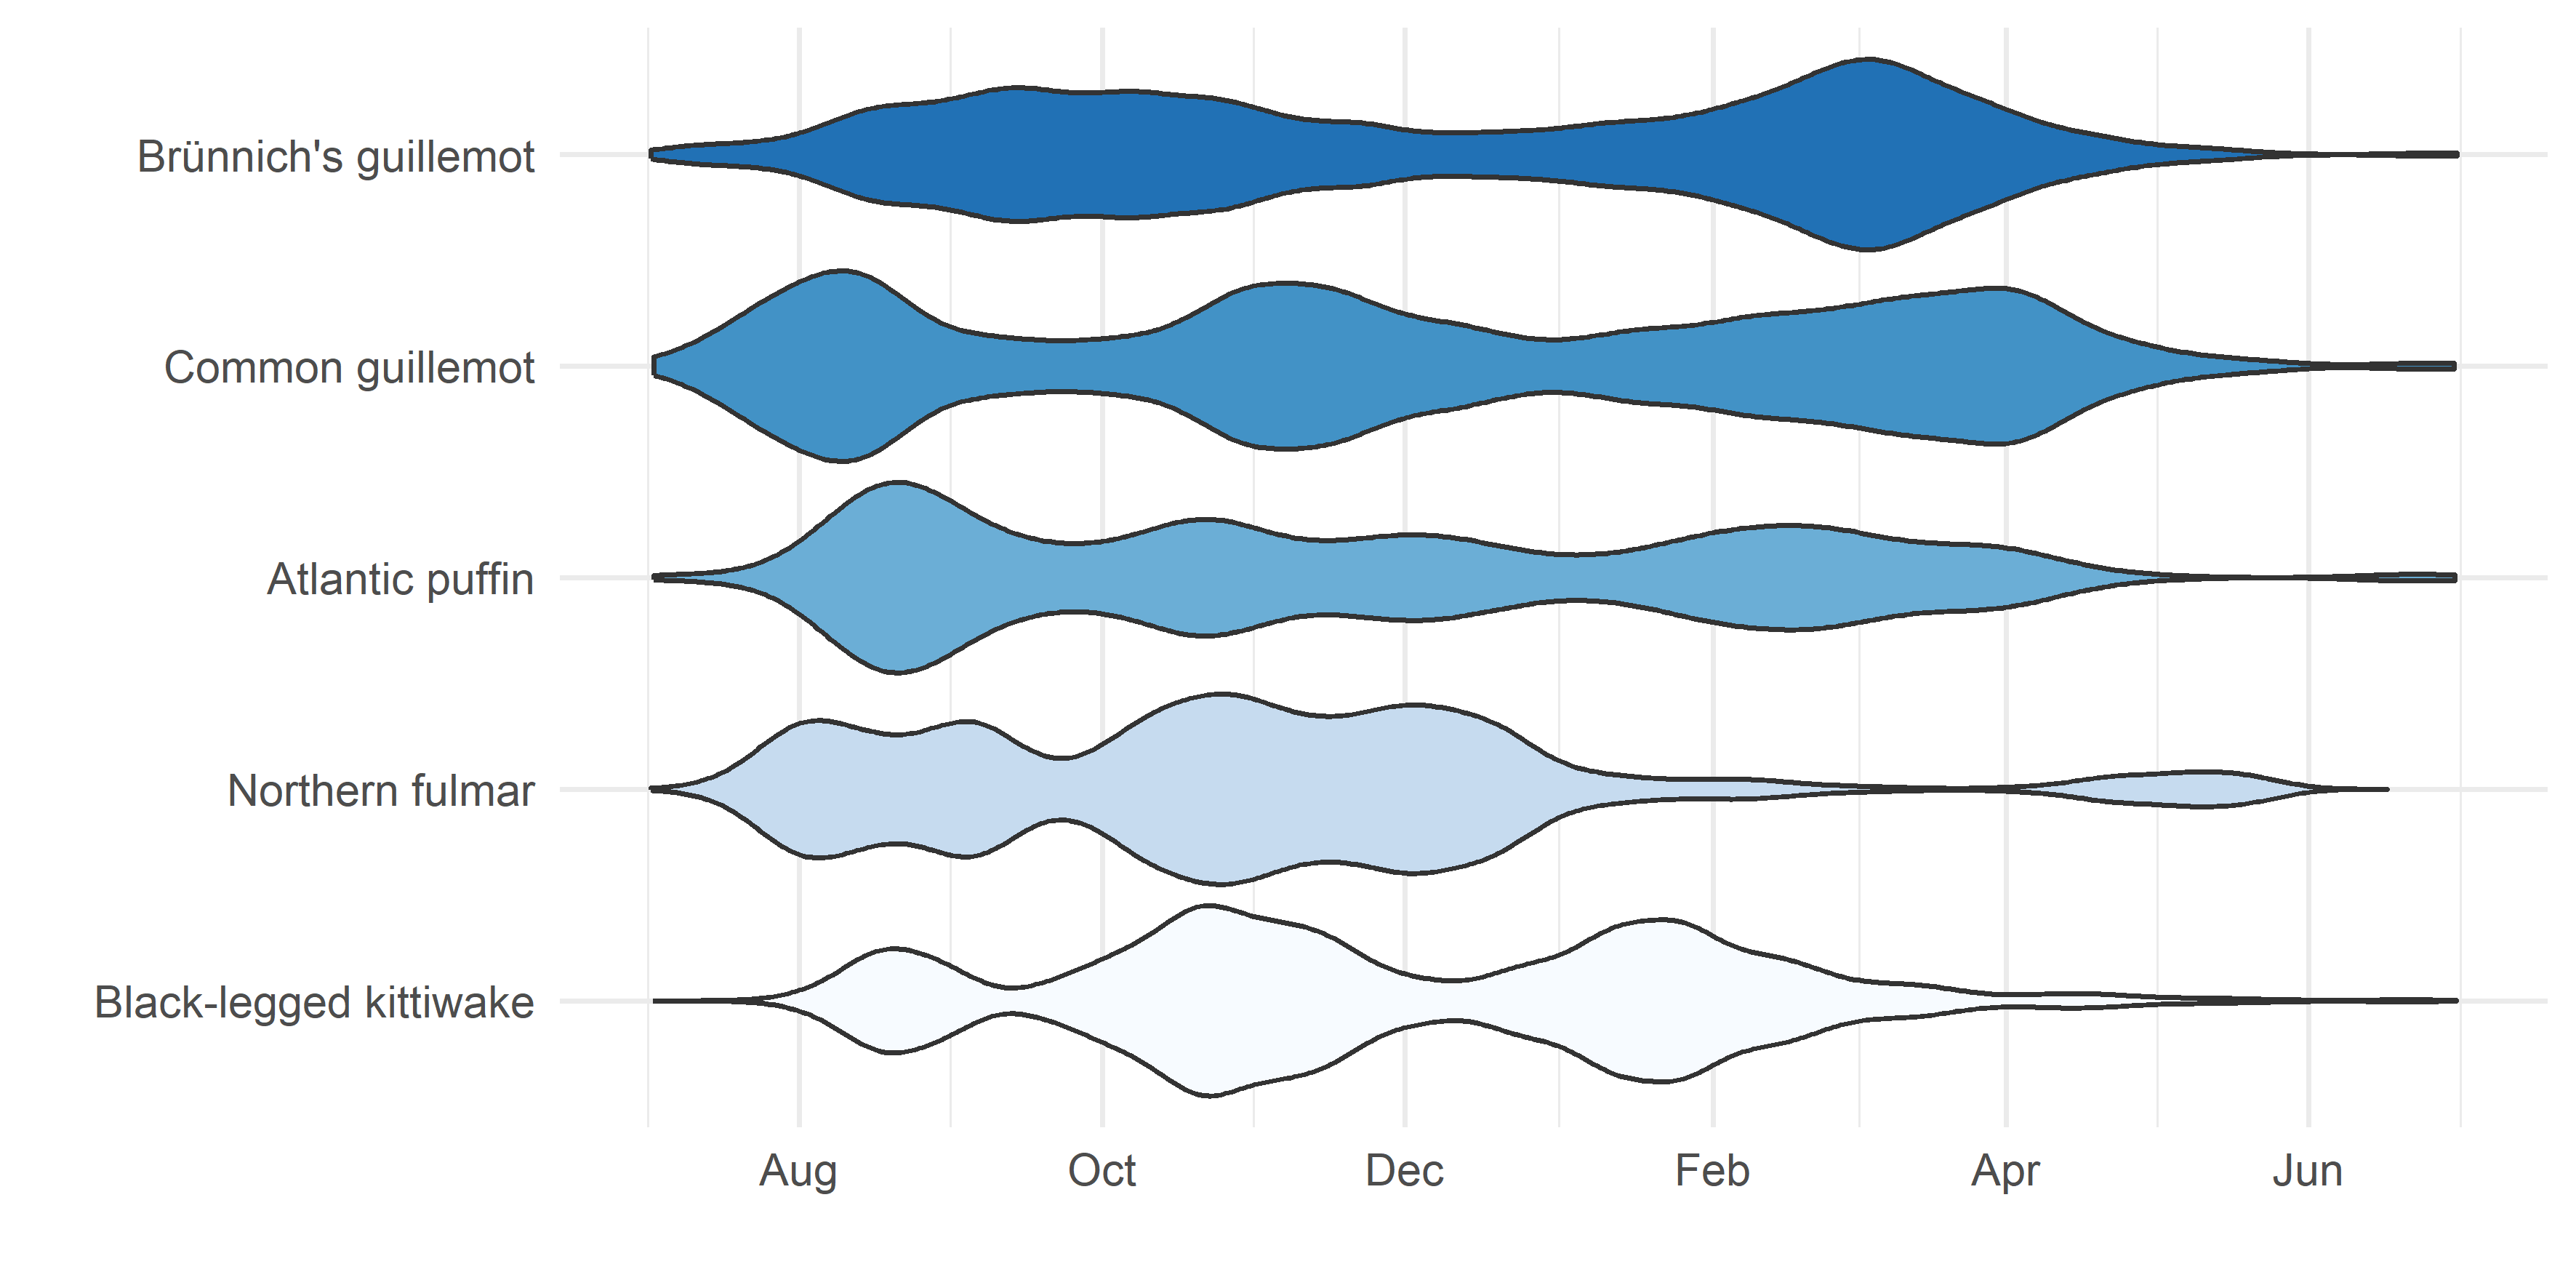 Brünnich's guillemot
Common guillemot
Atlantic puffin
Northern fulmar
Black-legged kittiwake
Aug Oct Dec Feb Apr Jun